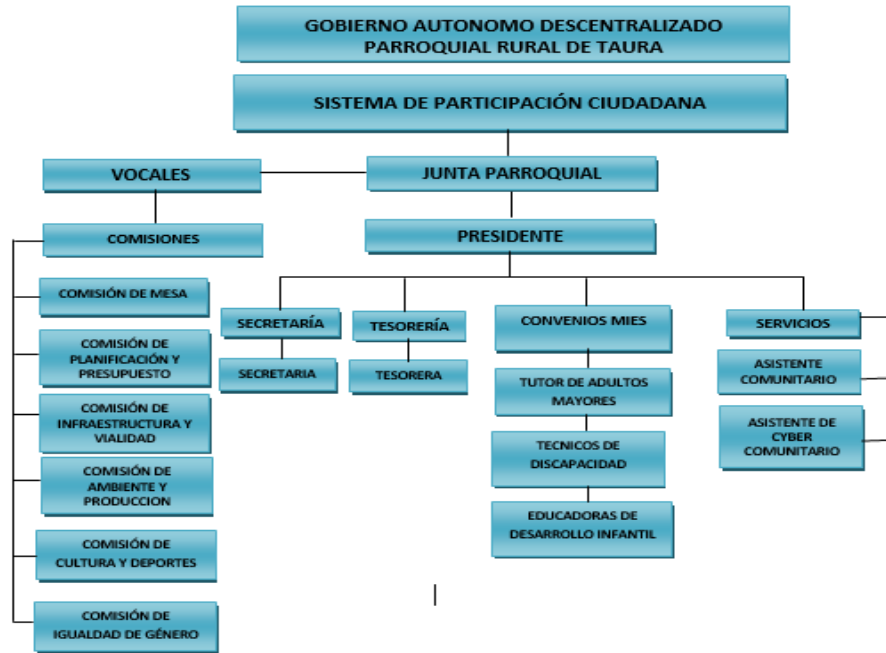 GOBIERNO AUTONOMO DESCENTRALIZADO
PARROQUIAL RURAL DE TAURA
SISTEMA DE PARTICIPACIÓN CIUDADANA
VOCALES
JUNTA PARROQUIAL
COMISIONES
PRESIDENTE
COMISIÓN DE MESA
COMISIÓN DE
PLANIFICACIÓN Y
PRESUPUESTO
COMISIÓN DE
INFRAESTRUCTURA Y
VIALIDAD
COMISIÓN DE
AMBIENTE Y
PRODUCCION
COMISIÓN DE
CULTURA Y DEPORTES
COMISIÓN DE
IGUALDAD DE GÉNERO
SECRETARÍA
SECRETARIA
TESORERÍA
TESORERA
CONVENIOS MIES
TUTOR DE ADULTOS
MAYORES
TECNICOS DE
DISCAPACIDAD
EDUCADORAS DE
DESARROLLO INFANTIL
SERVICIOS
ASISTENTE
COMUNITARIO
ASISTENTE DE
CYBER
COMUNITARIO